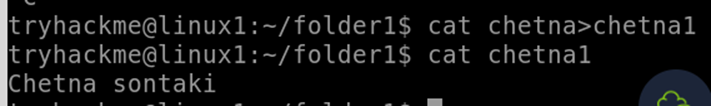 tryhackme@linux1:~/folder1$ cat chetna>chetna1
tryhackme@linux1:~/folder1$ cat chetna1
Chetna sontaki